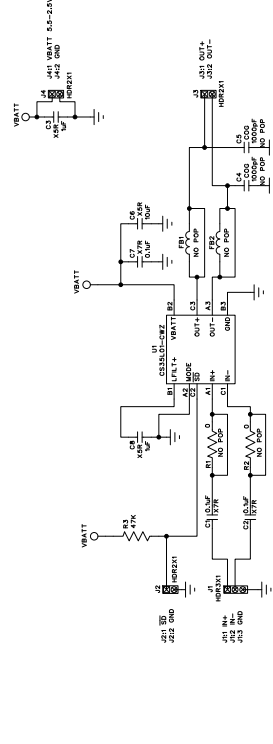 VBATT
J4:1 VBATT 5.5-2.5V
J4:2 GND
J4
HDR2X1
C3
X5R
1uF
J3:1 OUT+
J3:2 OUT-
J3
HDR2X1
C5
COG
1000pF
NO POP
C4
COG
1000pF
NO POP
FB1
NO POP
FB2
NO POP
VBATT
C6
X5R
10uF
C7
X7R
0.1uF
U1
CS35L01-CWZ
B1
LFILT+
A2
MODE
C2
SD
A1
IN+
C1
IN-
B2
VBATT
C3
OUT+
A3
OUT-
B3
GND
C8
X5R
1uF
R1
0
NO POP
R2
0
NO POP
C1
0.1uF
X7R
C2
0.1uF
X7R
VBATT
R3
47K
J2
HDR2X1
J2:1 SD
J2:2 GND
J1
HDR3X1
J1:1 IN+
J1:2 IN-
J1:3 GND